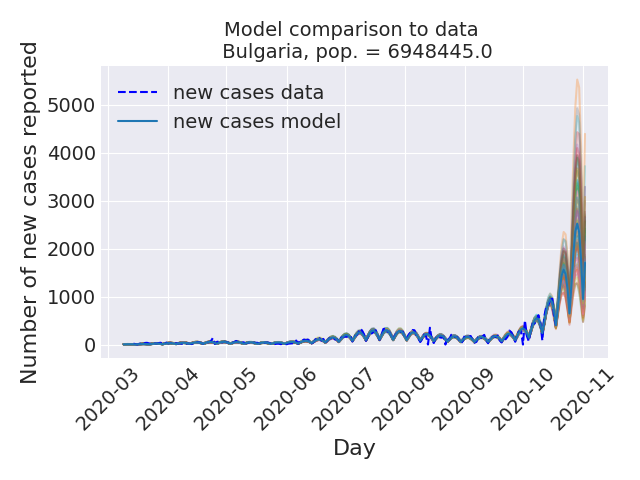 Model comparison to data
Bulgaria, pop. = 6948445.0
Number of new cases reported
5000
4000
3000
2000
1000
0
new cases data
new cases model
2020-03
2020-04
2020-05
2020-06
2020-07
2020-08
2020-09
2020-10
2020-11
Day